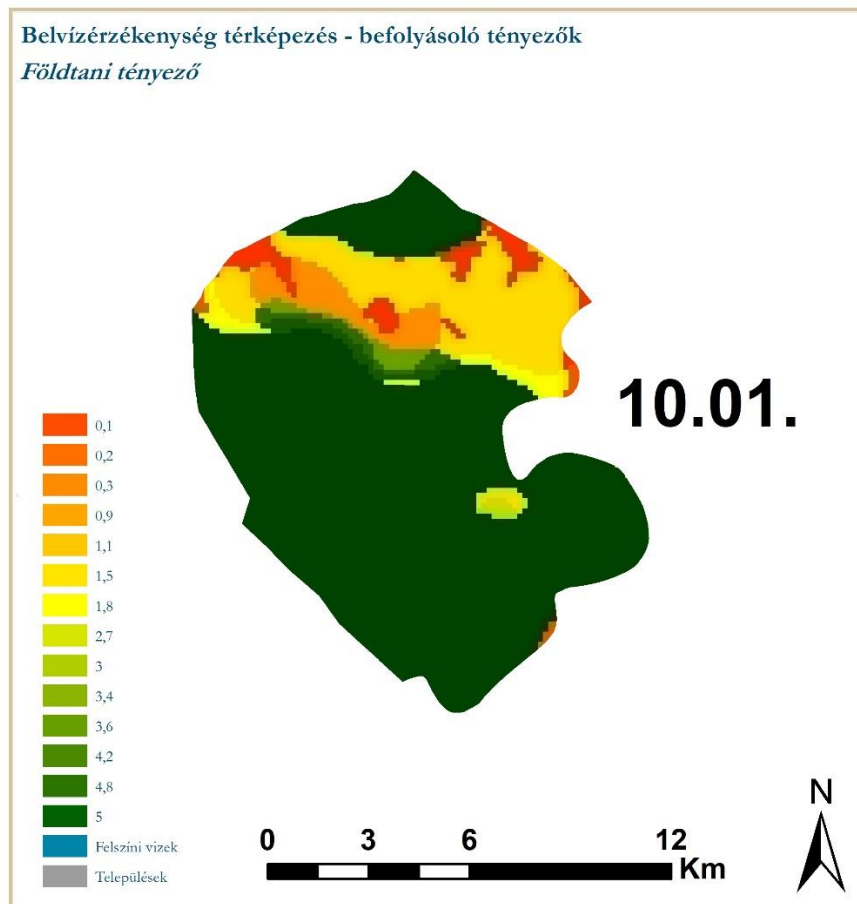 Belvízérzékenység térképezés - befolyásoló tényezők
Földtani tényező
10.01.
0,1
0,2
0,3
0,9
1,1
1,5
1,8
2,7
3
3,4
3,6
4,2
4,8
5
Felszíni vizek
Települések
0 3 6 12
Km
N